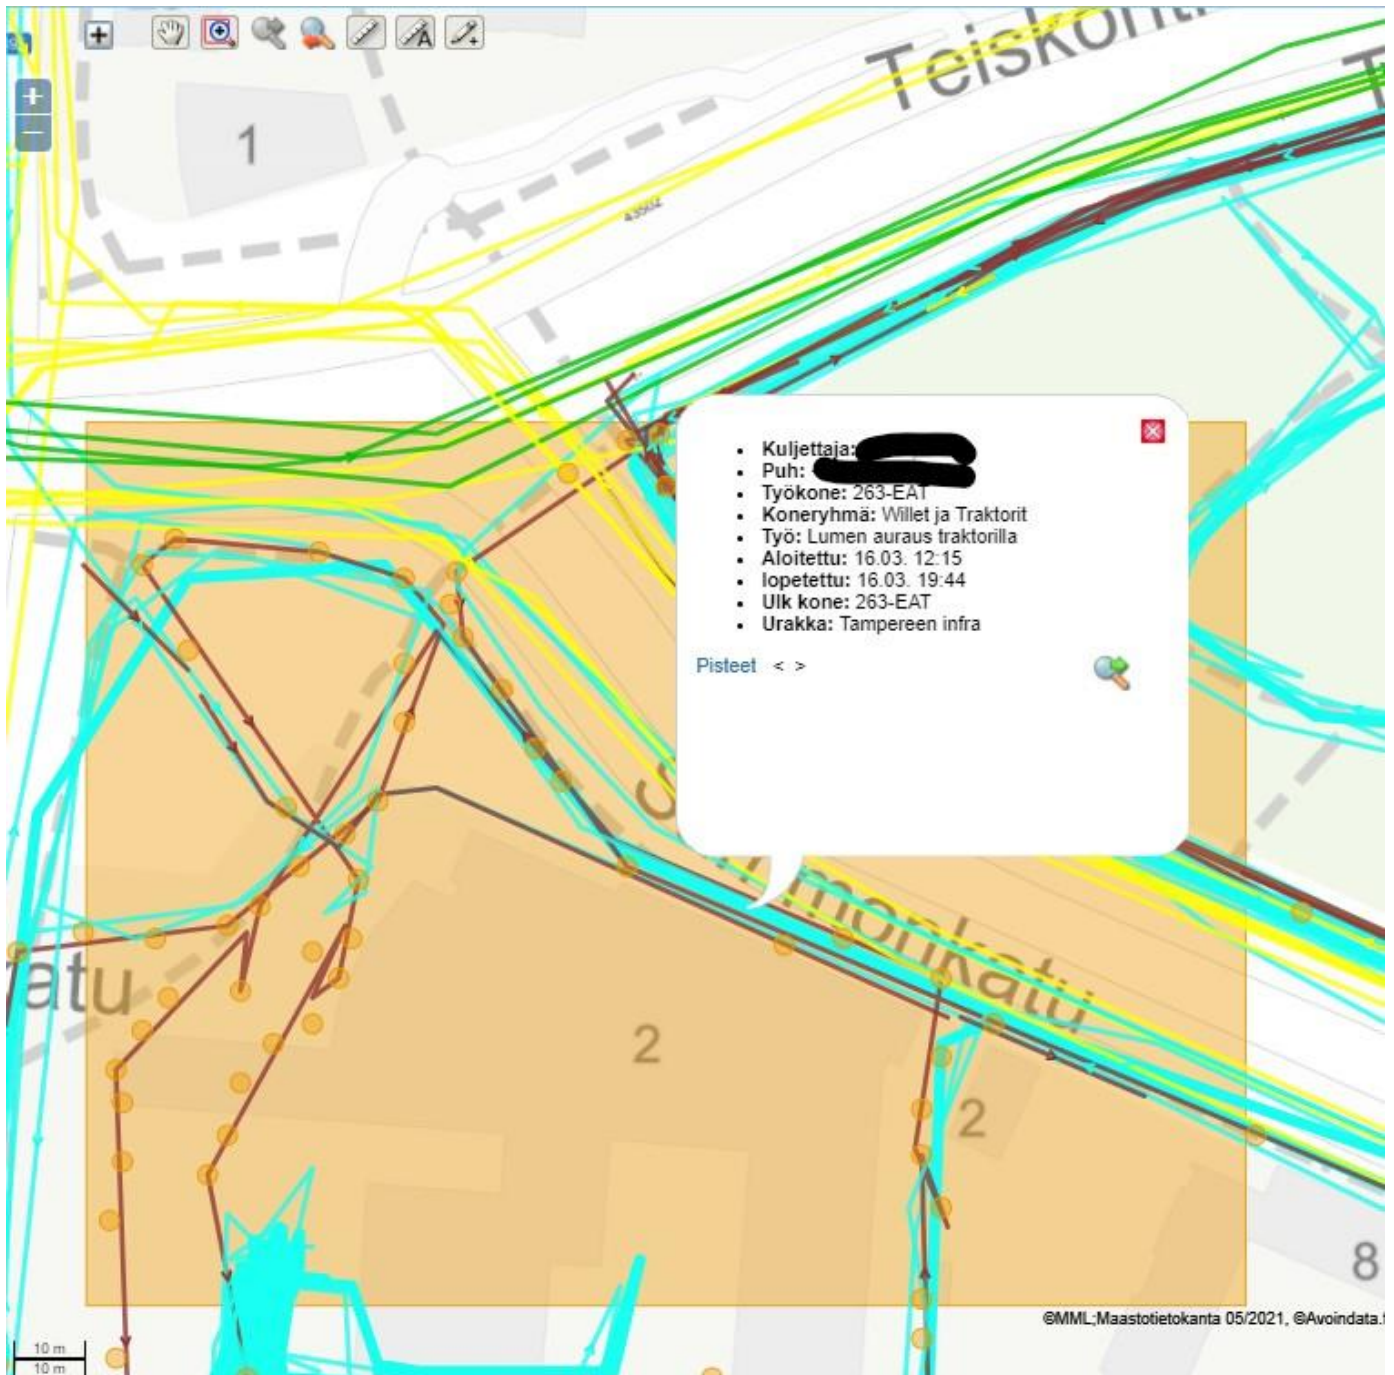 Teiskonti
T
1
43502
Kuljettaja:
Puh:
Työkone: 263-EAT
Koneryhmä: Willet ja Traktorit
Työ: Lumen auraus traktorilla
Aloitettu: 16.03. 12:15
lopetettu: 16.03. 19:44
Ulk kone: 263-EAT
Urakka: Tampereen infra
Pisteet < >
monkatu
atu
2
2
8
©MML;Maastotietokanta 05/2021, ©Avoindata.f
10 m
10 m